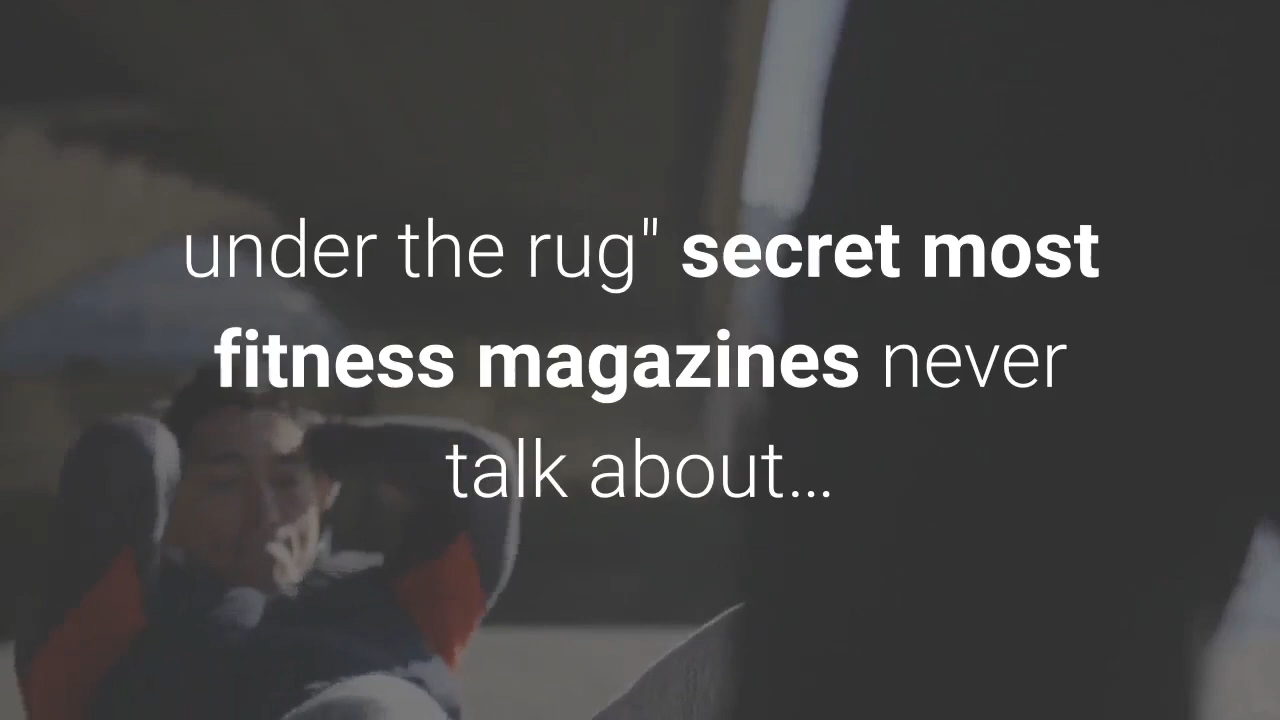 under the rug" secret most
fitness magazines never
talk about...